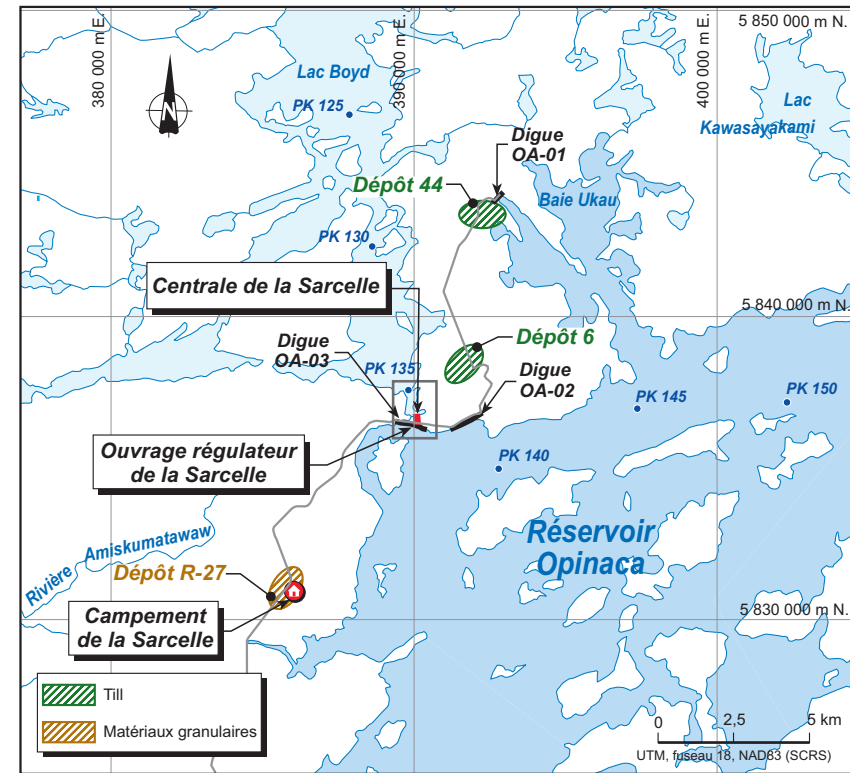 380 000 m E.
390 000 m E.
400 000 m E.
5 850 000 m N.
Lac Boyd
PK 125
Lac
Kawasayakami
Digue
OA-01
Dépôt 44
Baie Ukau
PK 130
Centrale de la Sarcelle
5 840 000 m N.
Digue
OA-03
Dépôt 6
PK 135
Digue
OA-02
PK 145
PK 150
Ouvrage régulateur
de la Sarcelle
PK 140
Réservoir
Opinaca
Rivière Amiskumatawaw
Dépôt R-27
Campement
de la Sarcelle
5 830 000 m N.
Till
Matériaux granulaires
0 2,5 5 km
UTM, fuseau 18, NAD83 (SCRS)